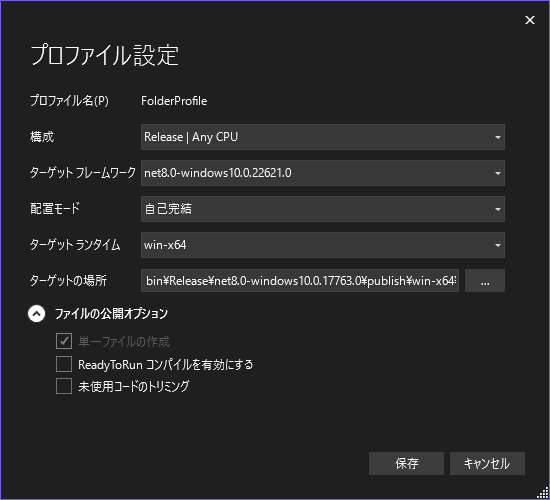 プロファイル設定
プロファイル名(P) FolderProfile
構成 Release | Any CPU
ターゲット フレームワーク net8.0-windows10.0.22621.0
配置モード 自己完結
ターゲット ランタイム win-x64
ターゲットの場所 bin¥Release¥net8.0-windows10.0.17763.0¥publish¥win-x64¥ ...
ファイルの公開オプション
単一ファイルの作成
ReadyToRun コンパイルを有効にする
未使用コードのトリミング
保存 キャンセル